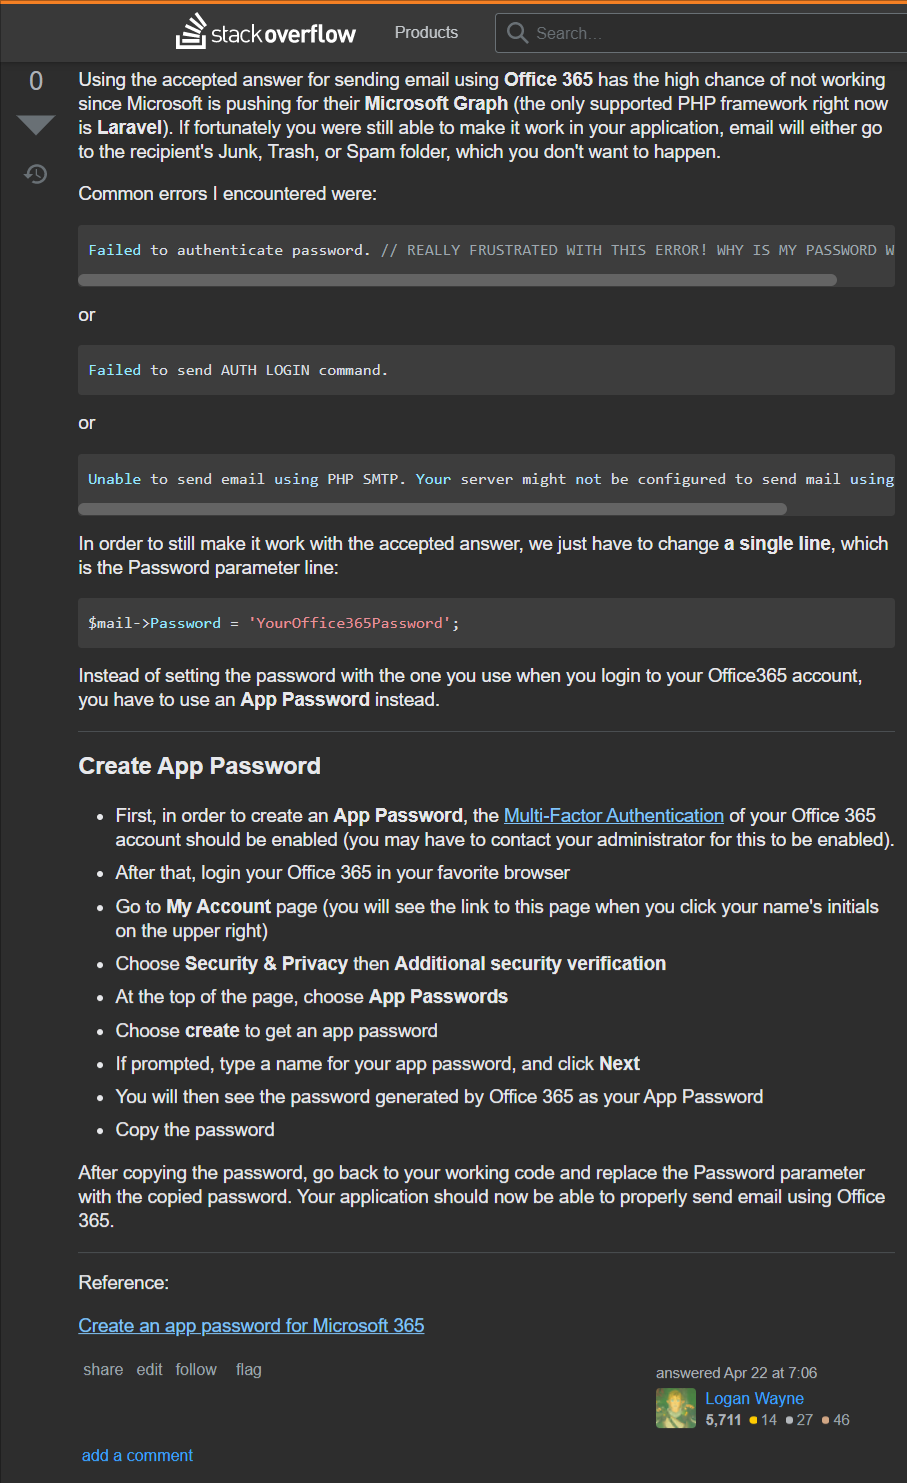 stackoverflow Products Search...
0
Using the accepted answer for sending email using Office 365 has the high chance of not working
since Microsoft is pushing for their Microsoft Graph (the only supported PHP framework right now
is Laravel). If fortunately you were still able to make it work in your application, email will either go
to the recipient's Junk, Trash, or Spam folder, which you don't want to happen.
Common errors I encountered were:
Failed to authenticate password. // REALLY FRUSTRATED WITH THIS ERROR! WHY IS MY PASSWORD W
or
Failed to send AUTH LOGIN command.
or
Unable to send email using PHP SMTP. Your server might not be configured to send mail using
In order to still make it work with the accepted answer, we just have to change a single line, which
is the Password parameter line:
$mail->Password = 'YourOffice365Password';
Instead of setting the password with the one you use when you login to your Office365 account,
you have to use an App Password instead.
Create App Password
• First, in order to create an App Password, the Multi-Factor Authentication of your Office 365
account should be enabled (you may have to contact your administrator for this to be enabled).
• After that, login your Office 365 in your favorite browser
• Go to My Account page (you will see the link to this page when you click your name's initials
on the upper right)
• Choose Security & Privacy then Additional security verification
• At the top of the page, choose App Passwords
• Choose create to get an app password
• If prompted, type a name for your app password, and click Next
• You will then see the password generated by Office 365 as your App Password
• Copy the password
After copying the password, go back to your working code and replace the Password parameter
with the copied password. Your application should now be able to properly send email using Office
365.
Reference:
Create an app password for Microsoft 365
share edit follow flag
answered Apr 22 at 7:06
Logan Wayne
5,711 ● 14 ● 27 ● 46
add a comment